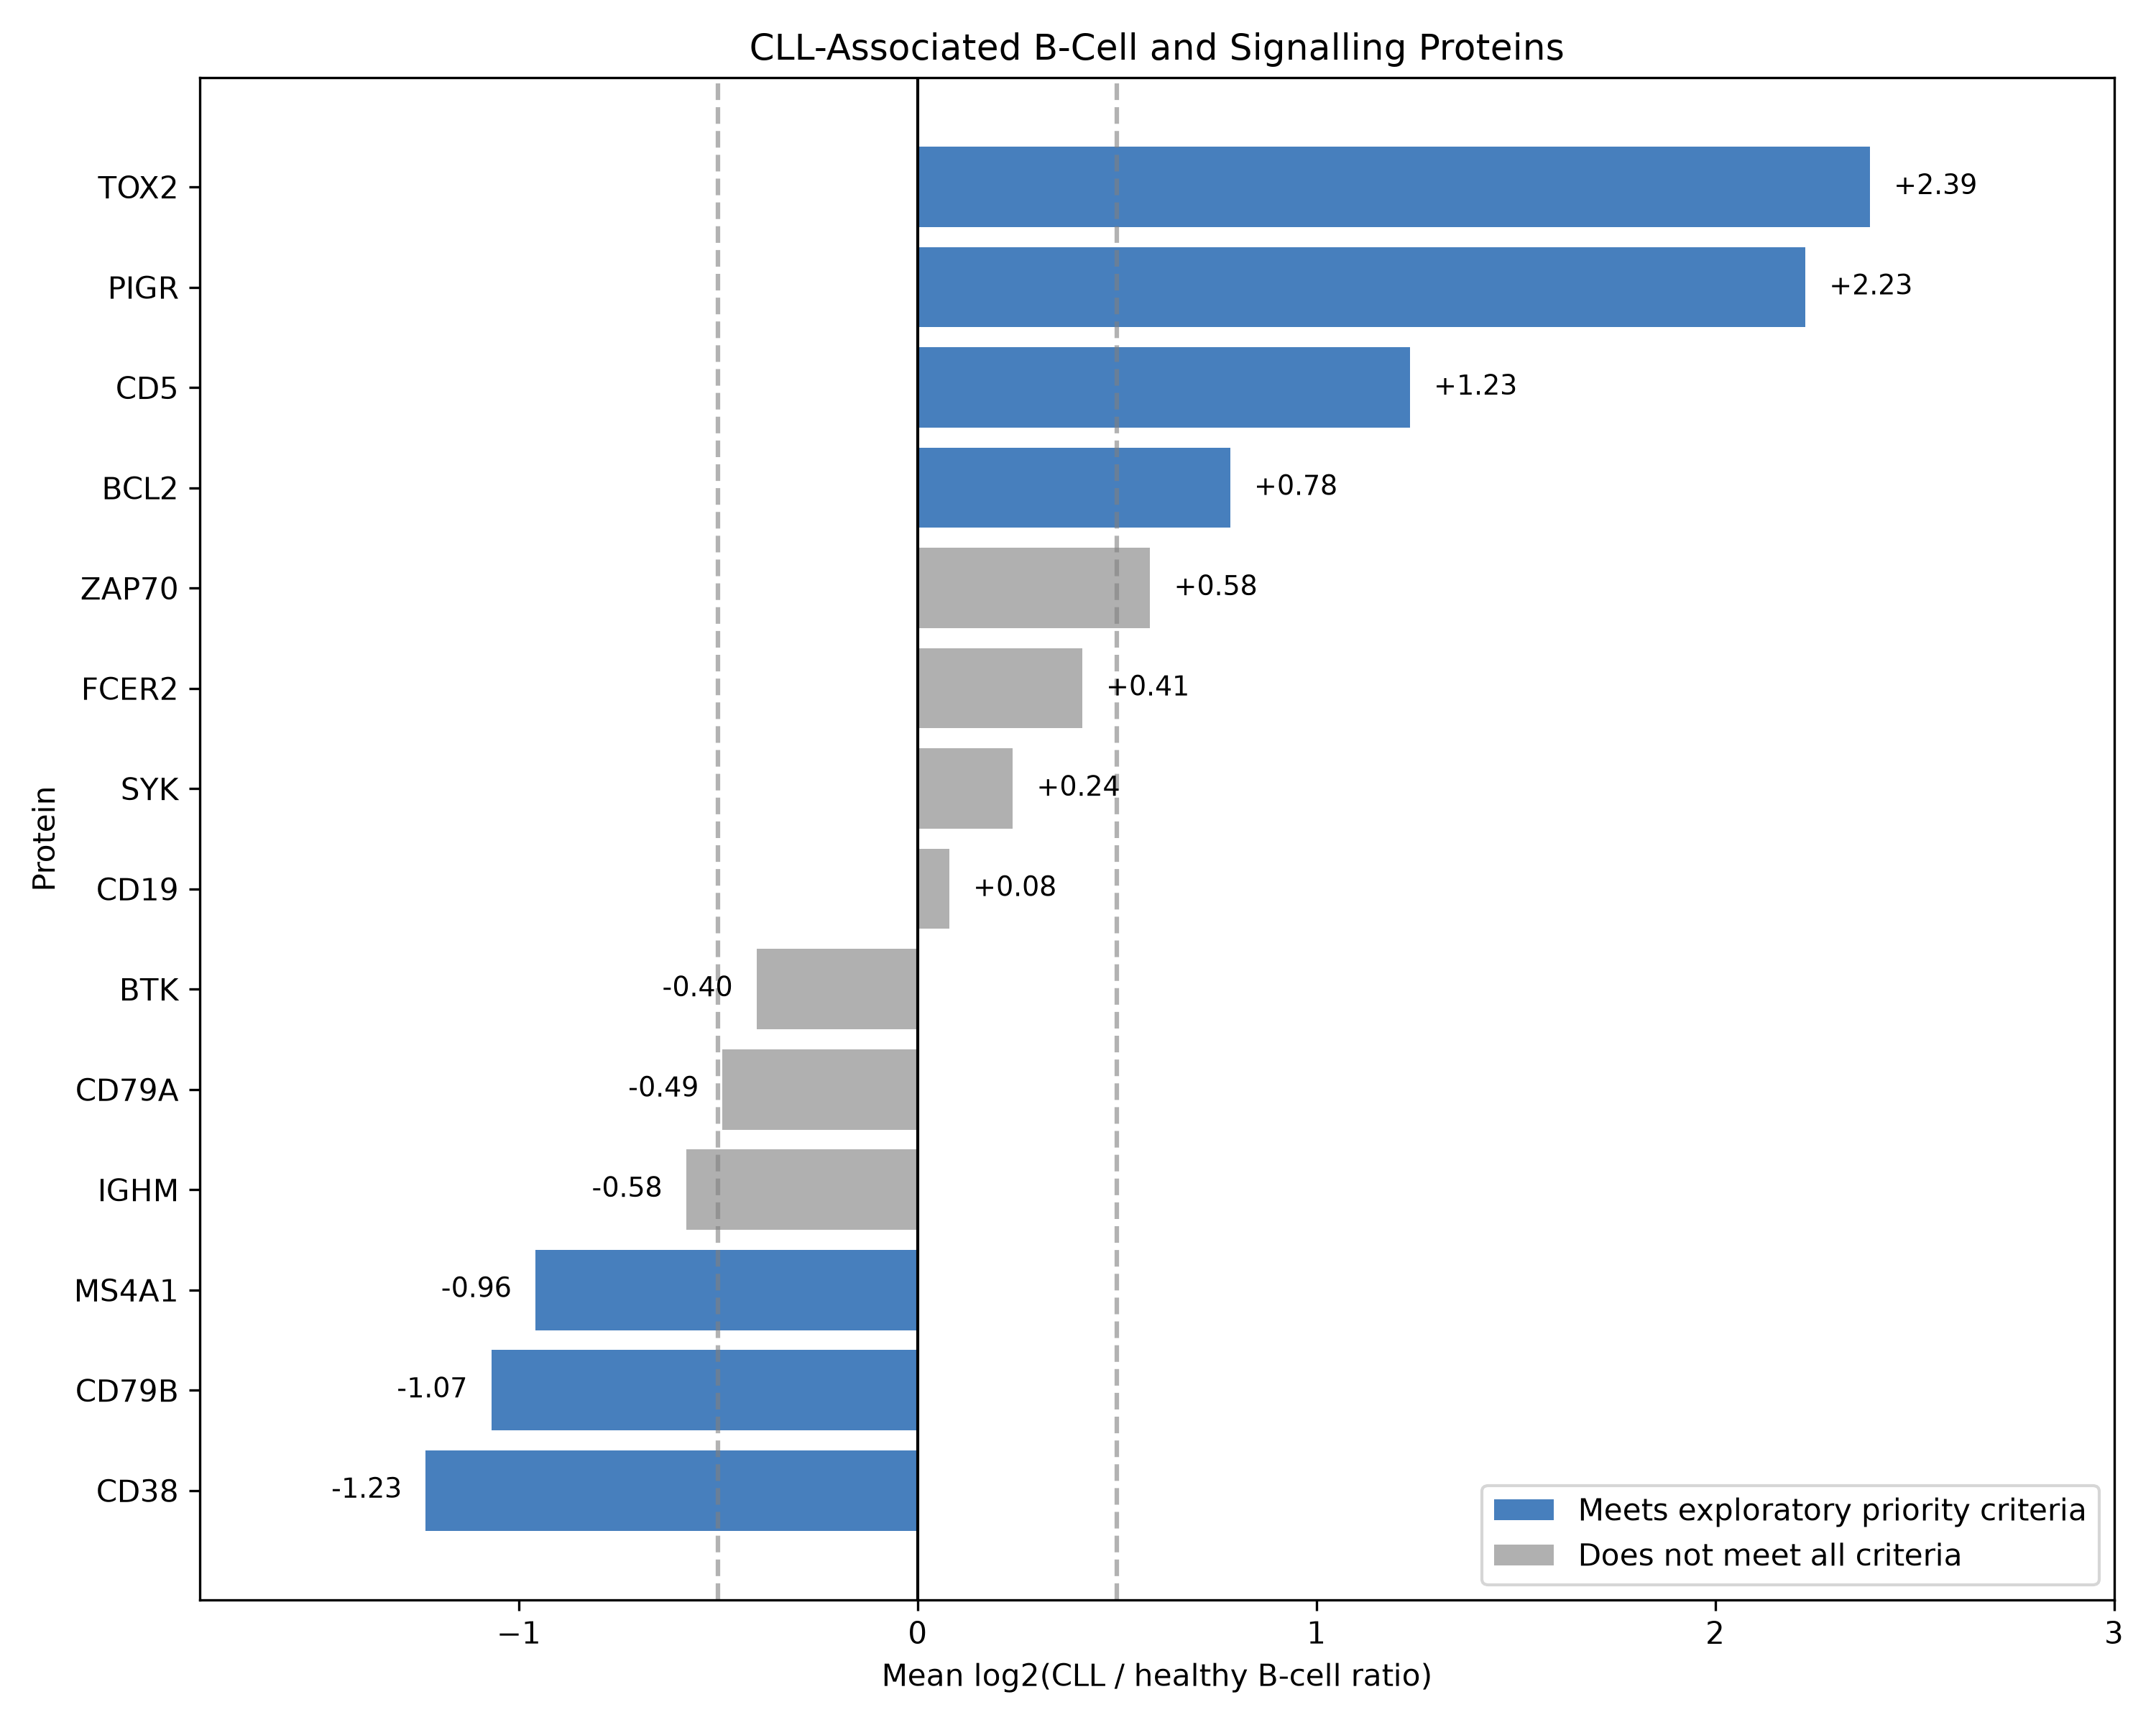 CLL-Associated B-Cell and Signalling Proteins
TOX2 +2.39
PIGR +2.23
CD5 +1.23
BCL2 +0.78
ZAP70 +0.58
FCER2 +0.41
SYK +0.24
CD19 +0.08
BTK -0.40
CD79A -0.49
IGHM -0.58
MS4A1 -0.96
CD79B -1.07
CD38 -1.23
Protein
Meets exploratory priority criteria
Does not meet all criteria
−1 0 1 2 3
Mean log2(CLL / healthy B-cell ratio)